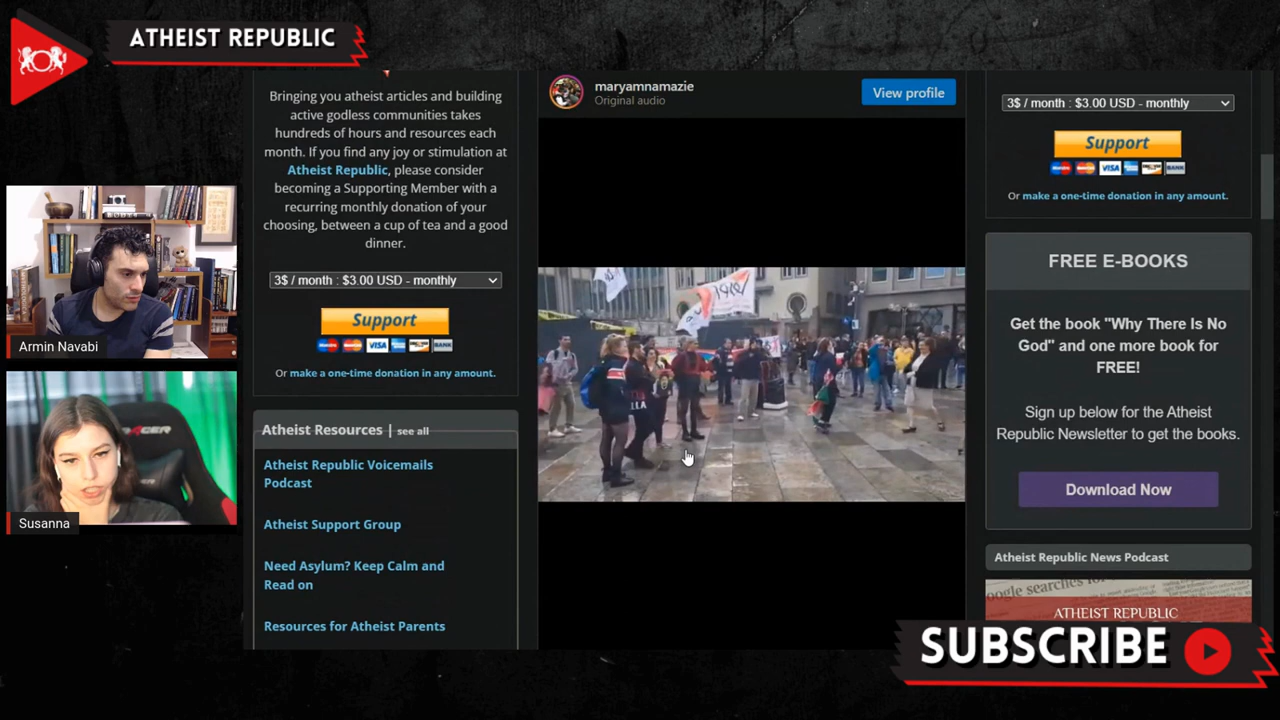 ATHEIST REPUBLIC
Bringing you atheist articles and building
active godless communities takes
hundreds of hours and resources each
month. If you find any joy or stimulation at
Atheist Republic, please consider
becoming a Supporting Member with a
recurring monthly donation of your
choosing, between a cup of tea and a good
dinner.
3$ / month : $3.00 USD - monthly
Support
VISA
BANK
Or make a one-time donation in any amount.
Atheist Resources | see all
Atheist Republic Voicemails
Podcast
Atheist Support Group
Need Asylum? Keep Calm and
Read on
Resources for Atheist Parents
maryamnamazie
Original audio
View profile
3$ / month : $3.00 USD - monthly
Support
VISA
BANK
Or make a one-time donation in any amount.
FREE E-BOOKS
Get the book "Why There Is No
God" and one more book for
FREE!
Sign up below for the Atheist
Republic Newsletter to get the books.
Download Now
Atheist Republic News Podcast
ATHEIST REPUBLIC
Armin Navabi
Susanna
SUBSCRIBE